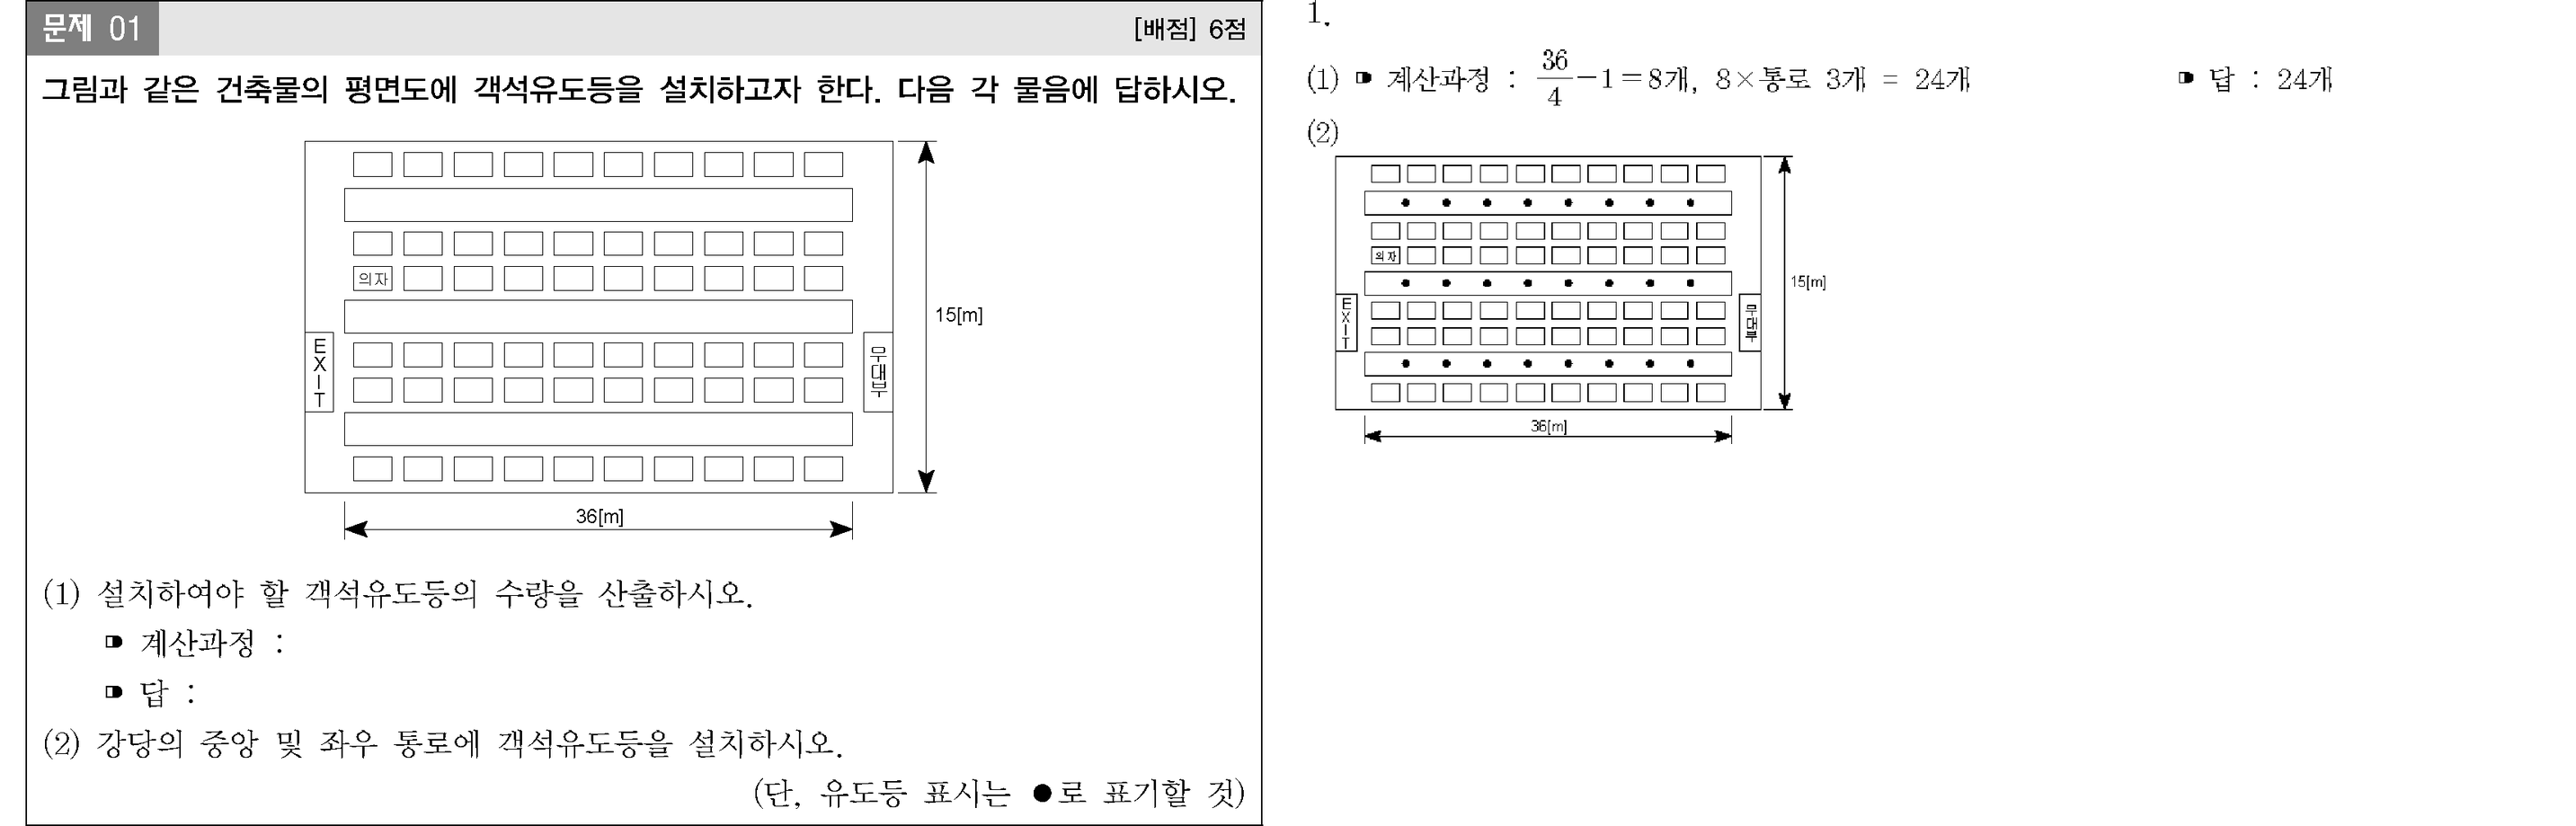 문제 01
[배점] 6점
그림과 같은 건축물의 평면도에 객석유도등을 설치하고자 한다. 다음 각 물음에 답하시오.
의자
EXIT
무대부
15[m]
36[m]
(1) 설치하여야 할 객석유도등의 수량을 산출하시오.
➡ 계산과정 :
➡ 답 :
(2) 강당의 중앙 및 좌우 통로에 객석유도등을 설치하시오.
(단, 유도등 표시는 ●로 표기할 것)
1.
(1) ➡ 계산과정 : 36/4 − 1 = 8개, 8×통로 3개 = 24개 ➡ 답 : 24개
(2)
의자
EXIT
무대부
15[m]
36[m]